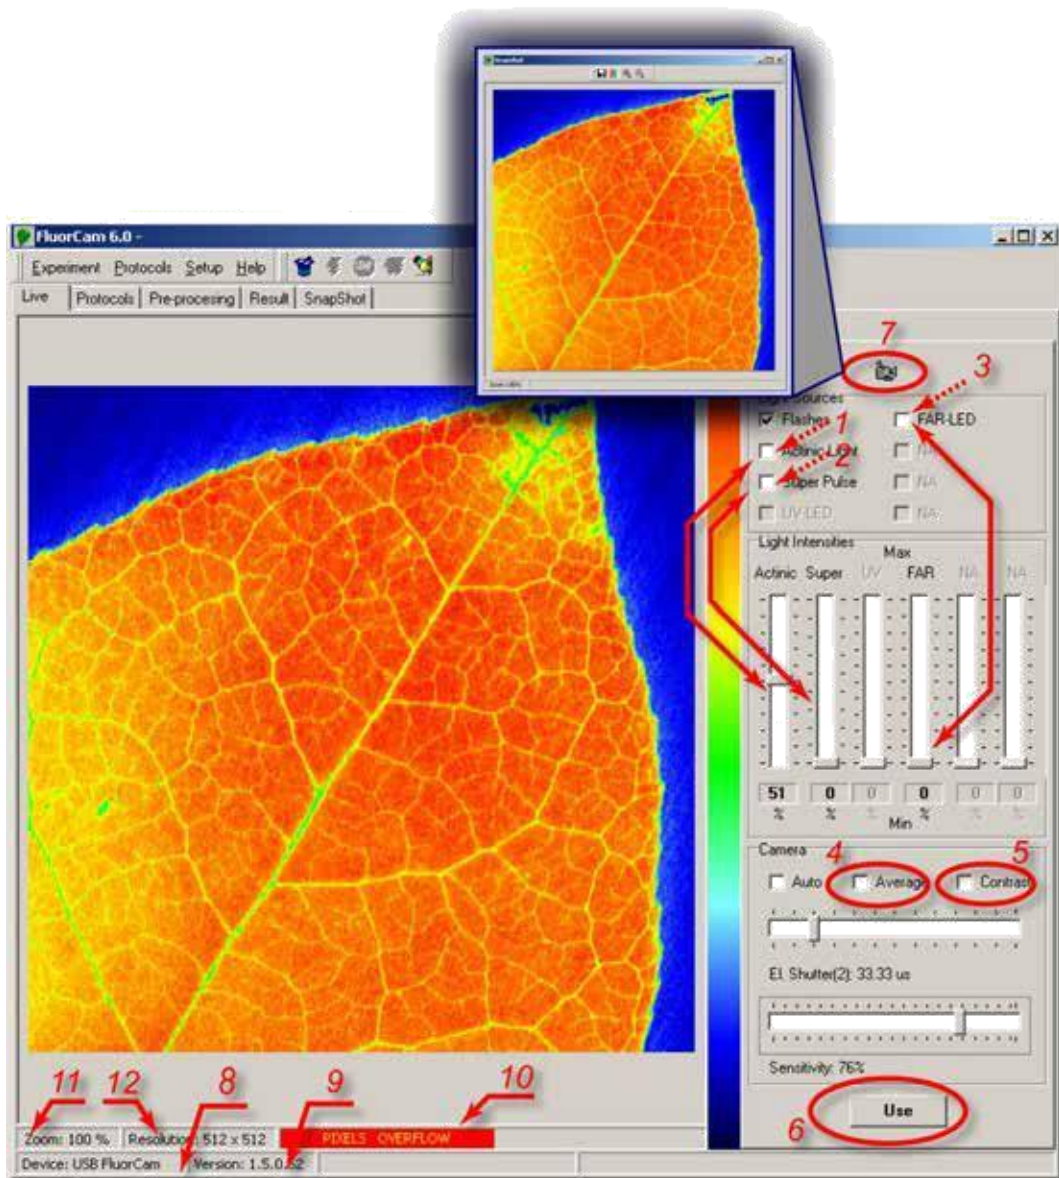 FluorCam 6.0 -
Experiment Protocols Setup Help
Live Protocols Pre-procesing Result SnapShot
7
3
Light Sources
Flashes FAR-LED
1
Actinic Light NA
2
Super Pulse NA
UV-LED NA
Light Intensities
Max
Actinic Super UV FAR NA NA
51 0 0 0 0 0
% % % % % %
Min
Camera
4 5
Auto Average Contrast
El. Shutter(2): 33.33 us
Sensitivity: 76%
6
Use
11 12 8 9 10
Zoom: 100 % Resolution: 512 x 512 PIXELS OVERFLOW
Device: USB FluorCam Version: 1.5.0.52